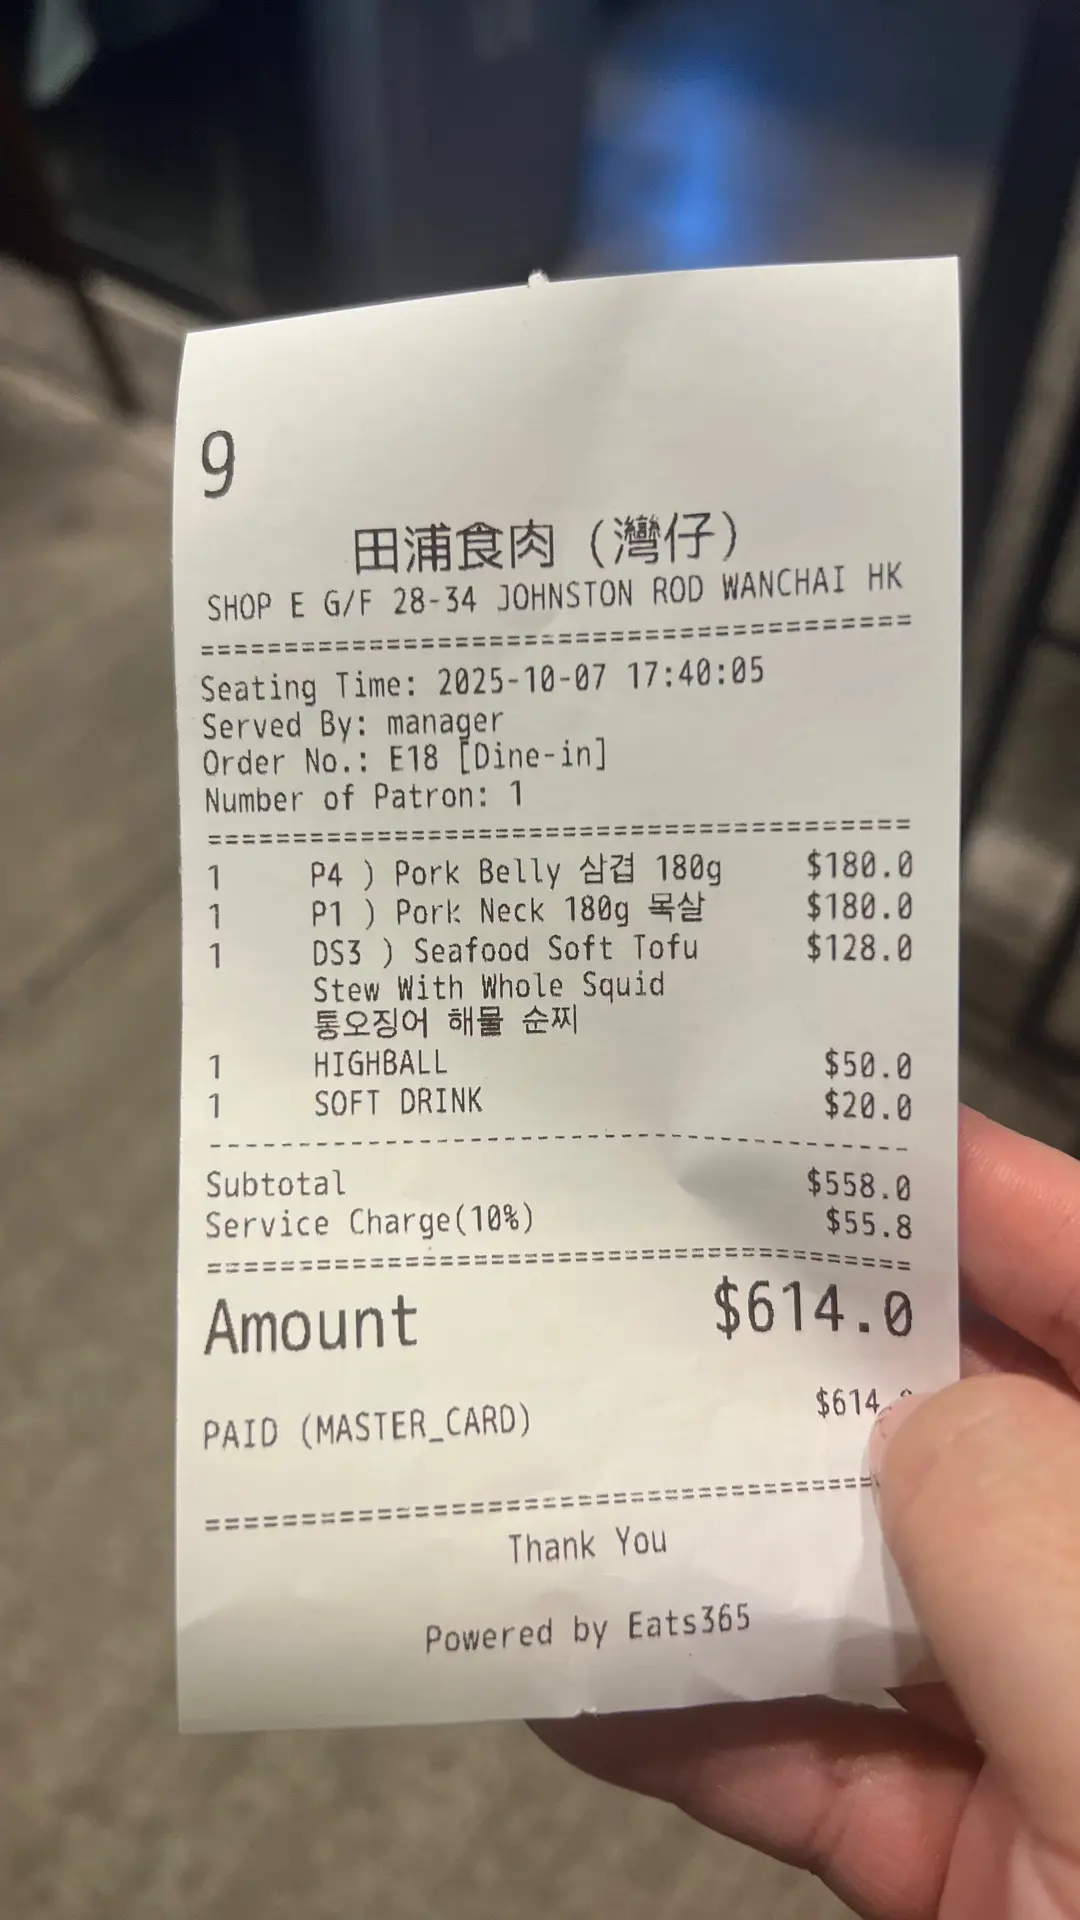 9
田浦食肉 (灣仔)
SHOP E G/F 28-34 JOHNSTON ROD WANCHAI HK
=======================================
Seating Time: 2025-10-07 17:40:05
Served By: manager
Order No.: E18 [Dine-in]
Number of Patron: 1
=======================================
1 P4 ) Pork Belly 삼겹 180g $180.0
1 P1 ) Pork Neck 180g 목살 $180.0
1 DS3 ) Seafood Soft Tofu $128.0
Stew With Whole Squid
통오징어 해물 순찌
1 HIGHBALL $50.0
1 SOFT DRINK $20.0
---------------------------------------
Subtotal $558.0
Service Charge(10%) $55.8
=======================================
Amount $614.0
PAID (MASTER_CARD) $614.0
=======================================
Thank You
Powered by Eats365